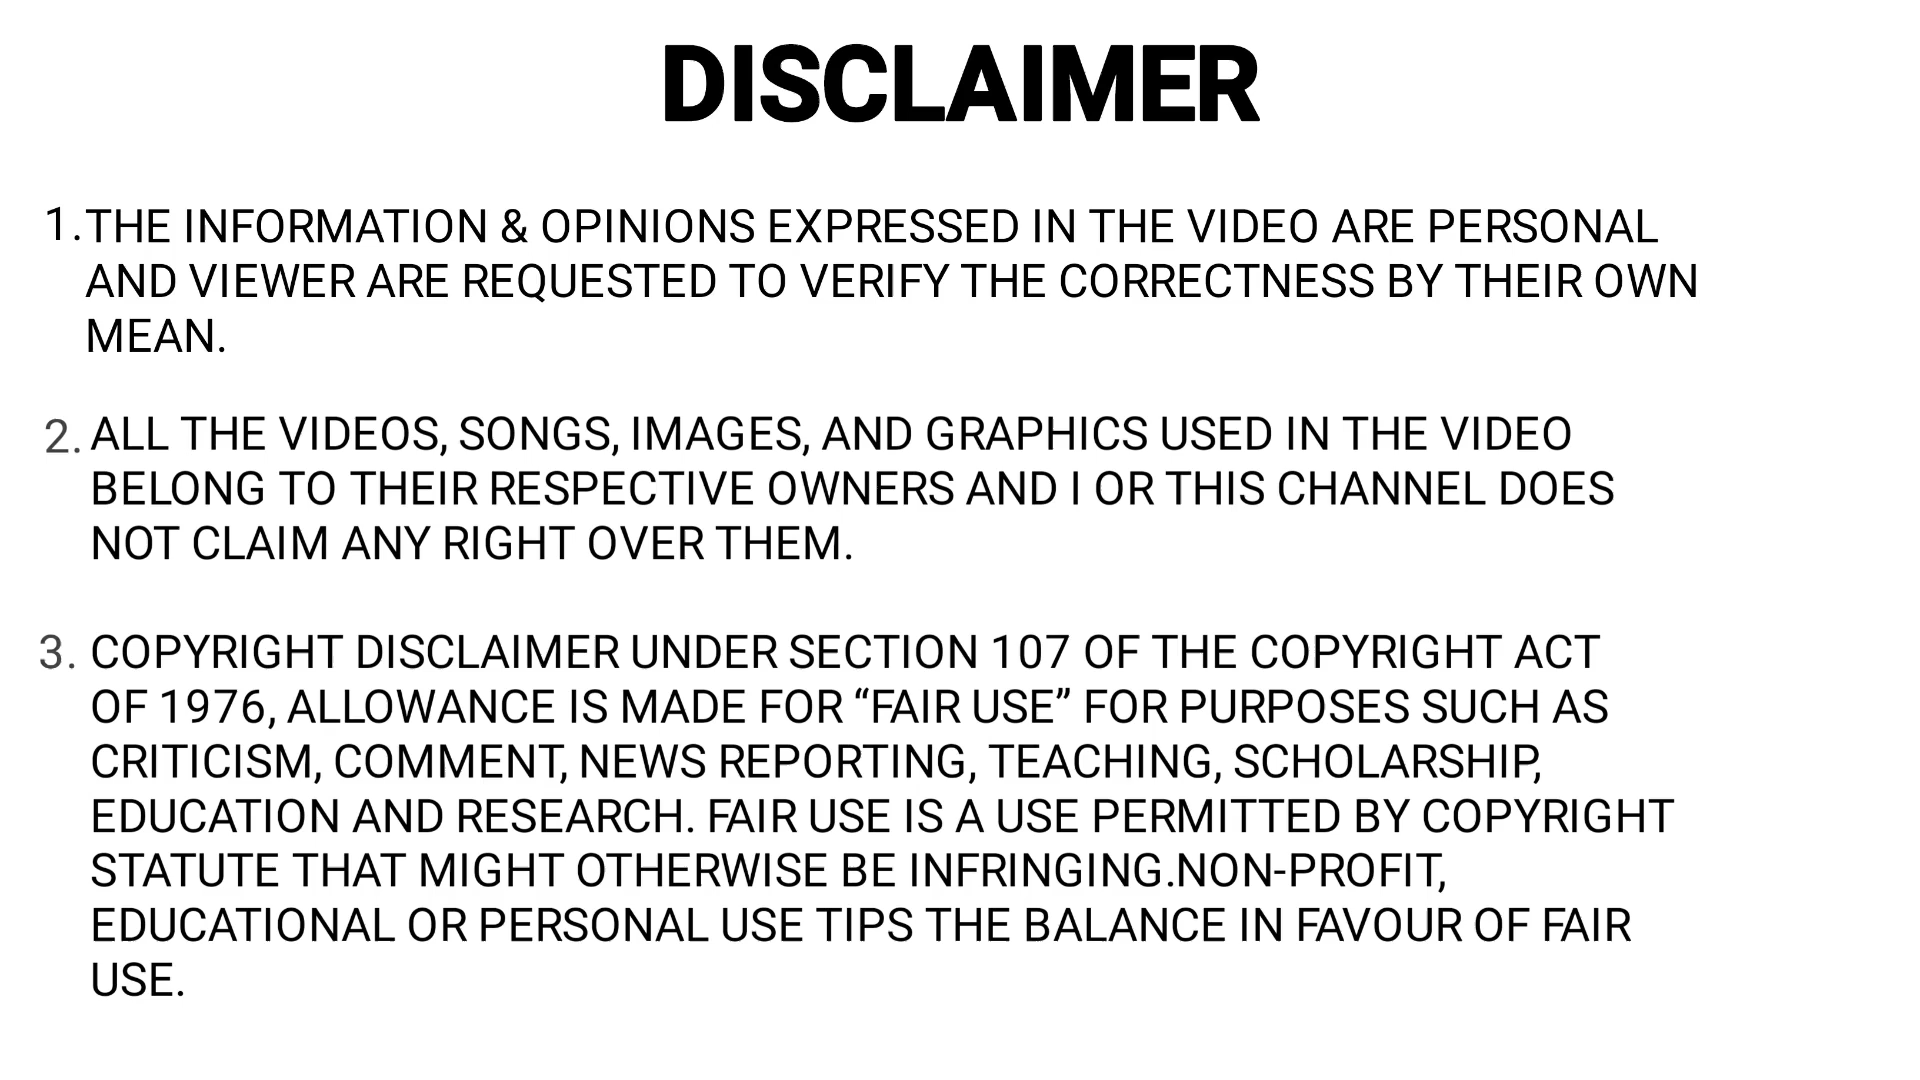 DISCLAIMER
1. THE INFORMATION & OPINIONS EXPRESSED IN THE VIDEO ARE PERSONAL
AND VIEWER ARE REQUESTED TO VERIFY THE CORRECTNESS BY THEIR OWN
MEAN.
2. ALL THE VIDEOS, SONGS, IMAGES, AND GRAPHICS USED IN THE VIDEO
BELONG TO THEIR RESPECTIVE OWNERS AND I OR THIS CHANNEL DOES
NOT CLAIM ANY RIGHT OVER THEM.
3. COPYRIGHT DISCLAIMER UNDER SECTION 107 OF THE COPYRIGHT ACT
OF 1976, ALLOWANCE IS MADE FOR “FAIR USE” FOR PURPOSES SUCH AS
CRITICISM, COMMENT, NEWS REPORTING, TEACHING, SCHOLARSHIP,
EDUCATION AND RESEARCH. FAIR USE IS A USE PERMITTED BY COPYRIGHT
STATUTE THAT MIGHT OTHERWISE BE INFRINGING.NON-PROFIT,
EDUCATIONAL OR PERSONAL USE TIPS THE BALANCE IN FAVOUR OF FAIR
USE.